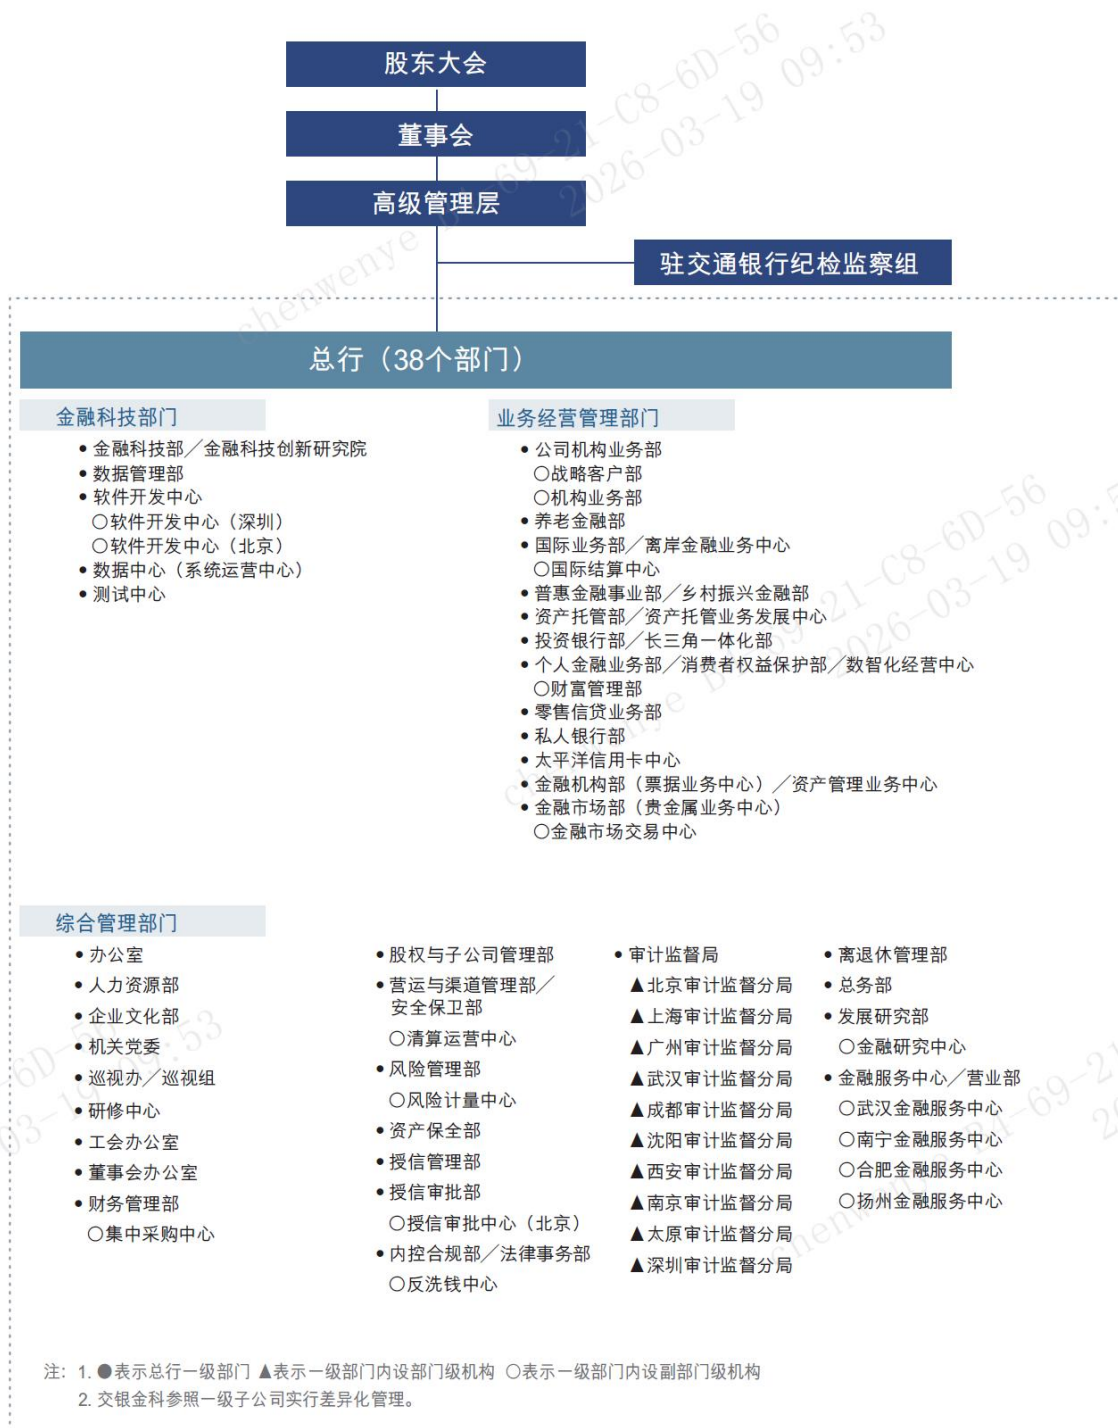 股东大会
董事会
高级管理层
驻交通银行纪检监察组
总行（38个部门）
金融科技部门
●金融科技部／金融科技创新研究院
●数据管理部
●软件开发中心
○软件开发中心（深圳）
○软件开发中心（北京）
●数据中心（系统运营中心）
●测试中心
业务经营管理部门
●公司机构业务部
○战略客户部
○机构业务部
●养老金融部
●国际业务部／离岸金融业务中心
○国际结算中心
●普惠金融事业部／乡村振兴金融部
●资产托管部／资产托管业务发展中心
●投资银行部／长三角一体化部
●个人金融业务部／消费者权益保护部／数智化经营中心
○财富管理部
●零售信贷业务部
●私人银行部
●太平洋信用卡中心
●金融机构部（票据业务中心）／资产管理业务中心
●金融市场部（贵金属业务中心）
○金融市场交易中心
综合管理部门
●办公室
●人力资源部
●企业文化部
●机关党委
●巡视办／巡视组
●研修中心
●工会办公室
●董事会办公室
●财务管理部
○集中采购中心
●股权与子公司管理部
●营运与渠道管理部／
安全保卫部
○清算运营中心
●风险管理部
○风险计量中心
●资产保全部
●授信管理部
●授信审批部
○授信审批中心（北京）
●内控合规部／法律事务部
○反洗钱中心
●审计监督局
▲北京审计监督分局
▲上海审计监督分局
▲广州审计监督分局
▲武汉审计监督分局
▲成都审计监督分局
▲沈阳审计监督分局
▲西安审计监督分局
▲南京审计监督分局
▲太原审计监督分局
▲深圳审计监督分局
●离退休管理部
●总务部
●发展研究部
○金融研究中心
●金融服务中心／营业部
○武汉金融服务中心
○南宁金融服务中心
○合肥金融服务中心
○扬州金融服务中心
注：1. ●表示总行一级部门 ▲表示一级部门内设部门级机构 ○表示一级部门内设副部门级机构
2. 交银金科参照一级子公司实行差异化管理。
chenwenye B4-69-21-C8-6D-56
2026-03-19 09:53